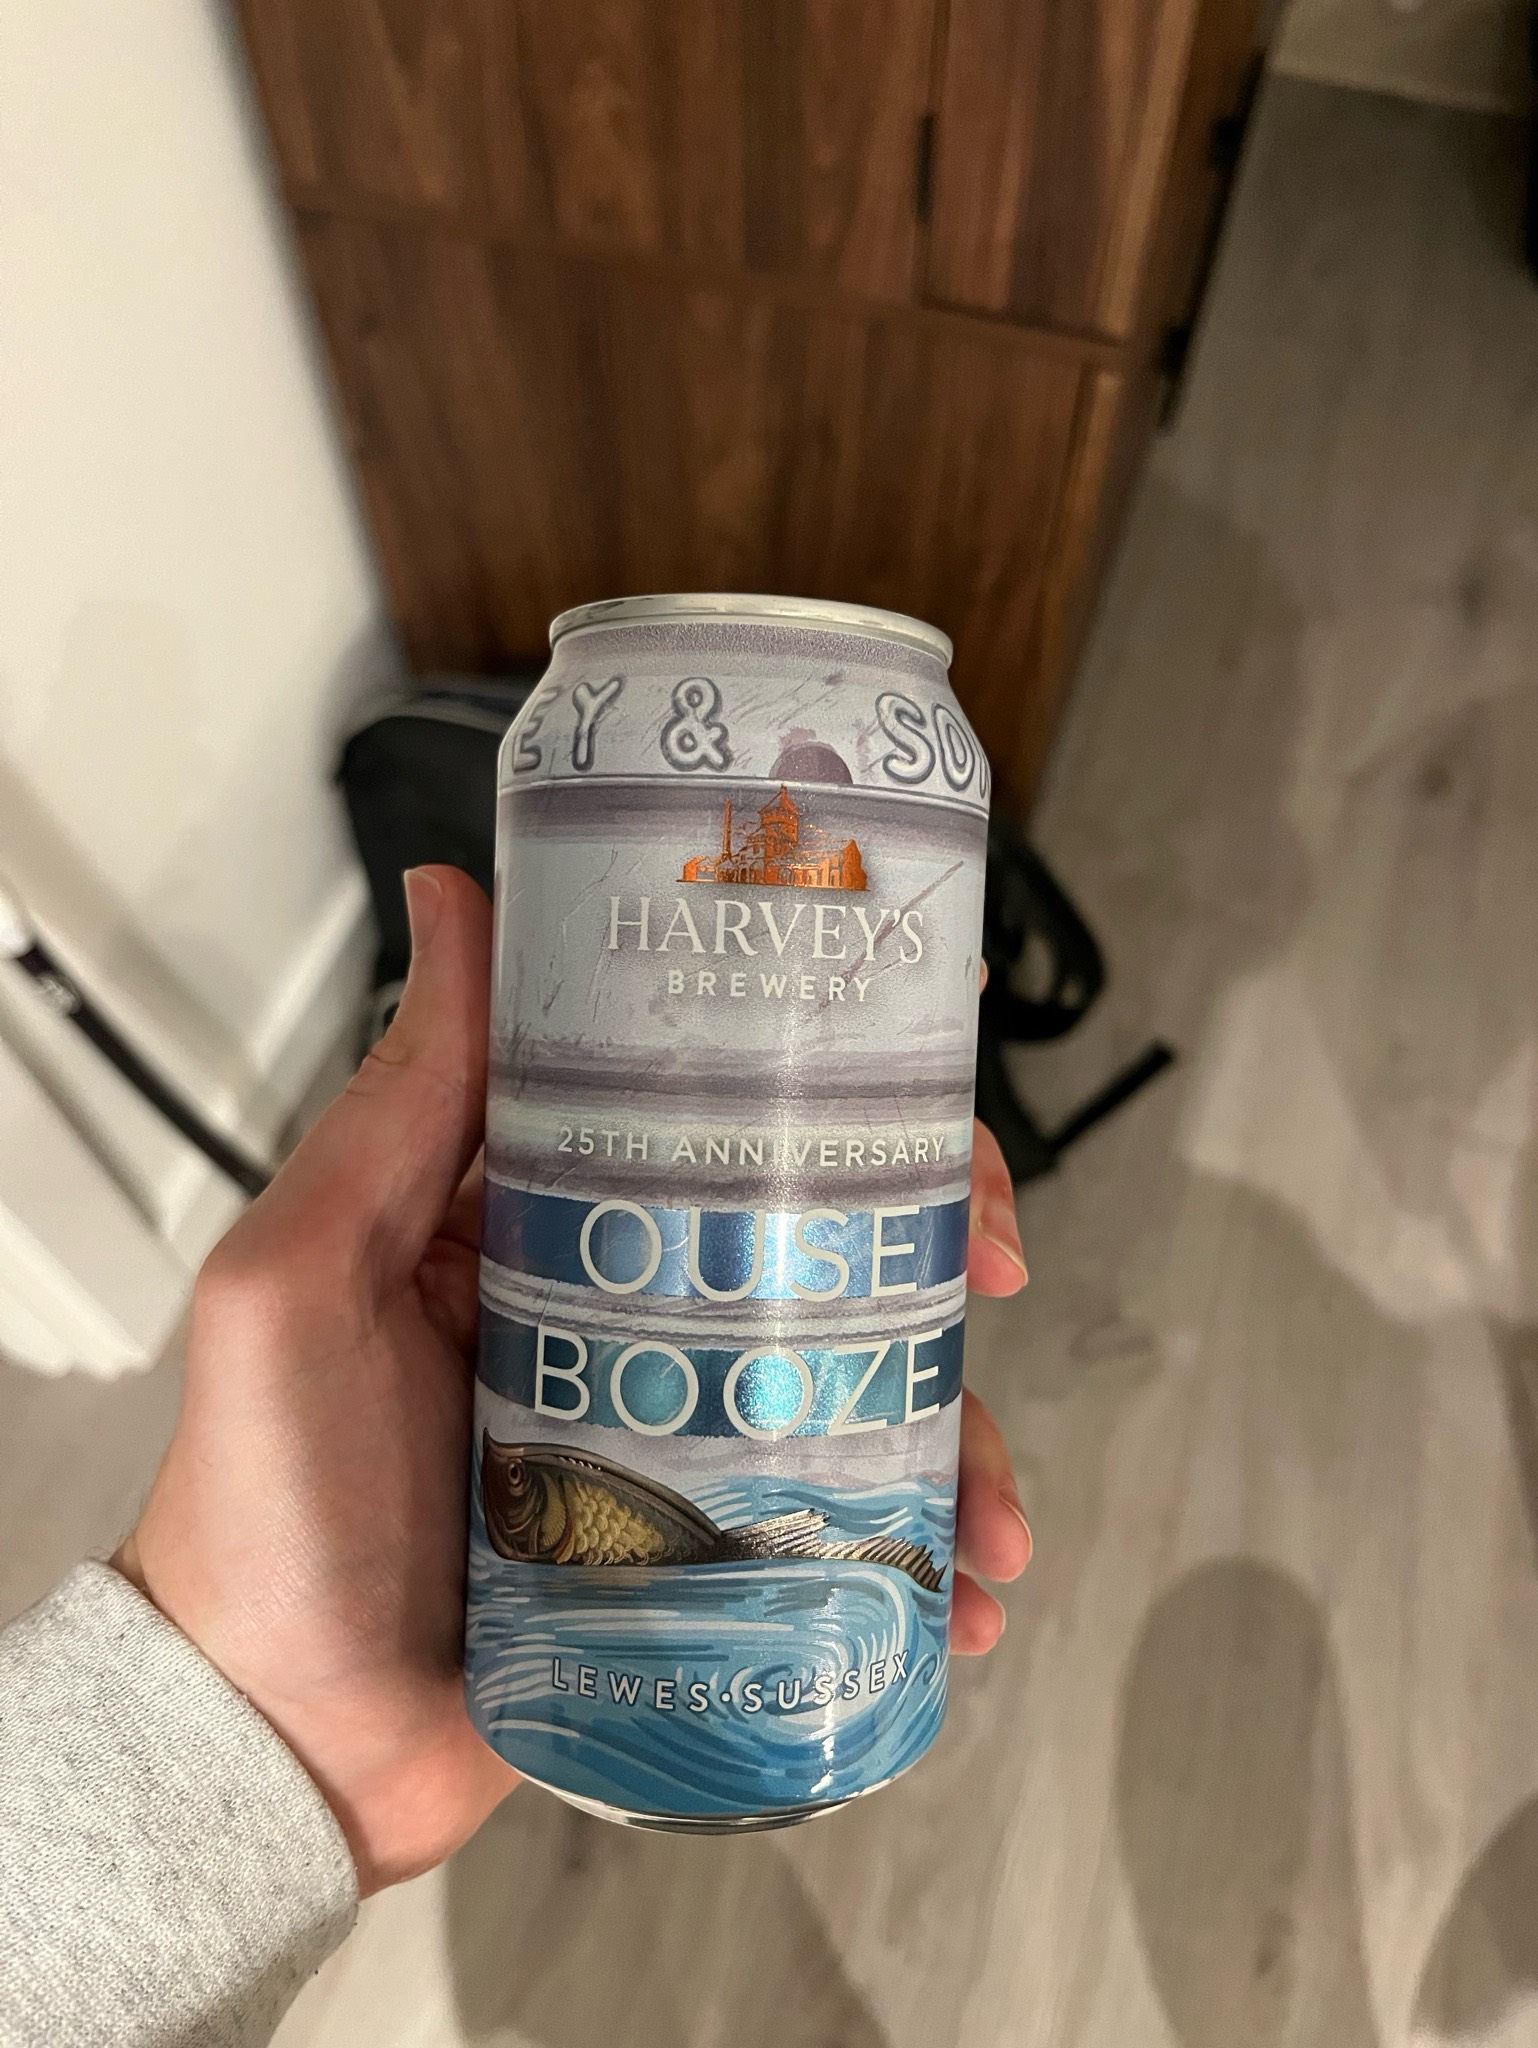 EY & SO
HARVEY'S
BREWERY
25TH ANNIVERSARY
OUSE
BOOZE
LEWES·SUSSEX